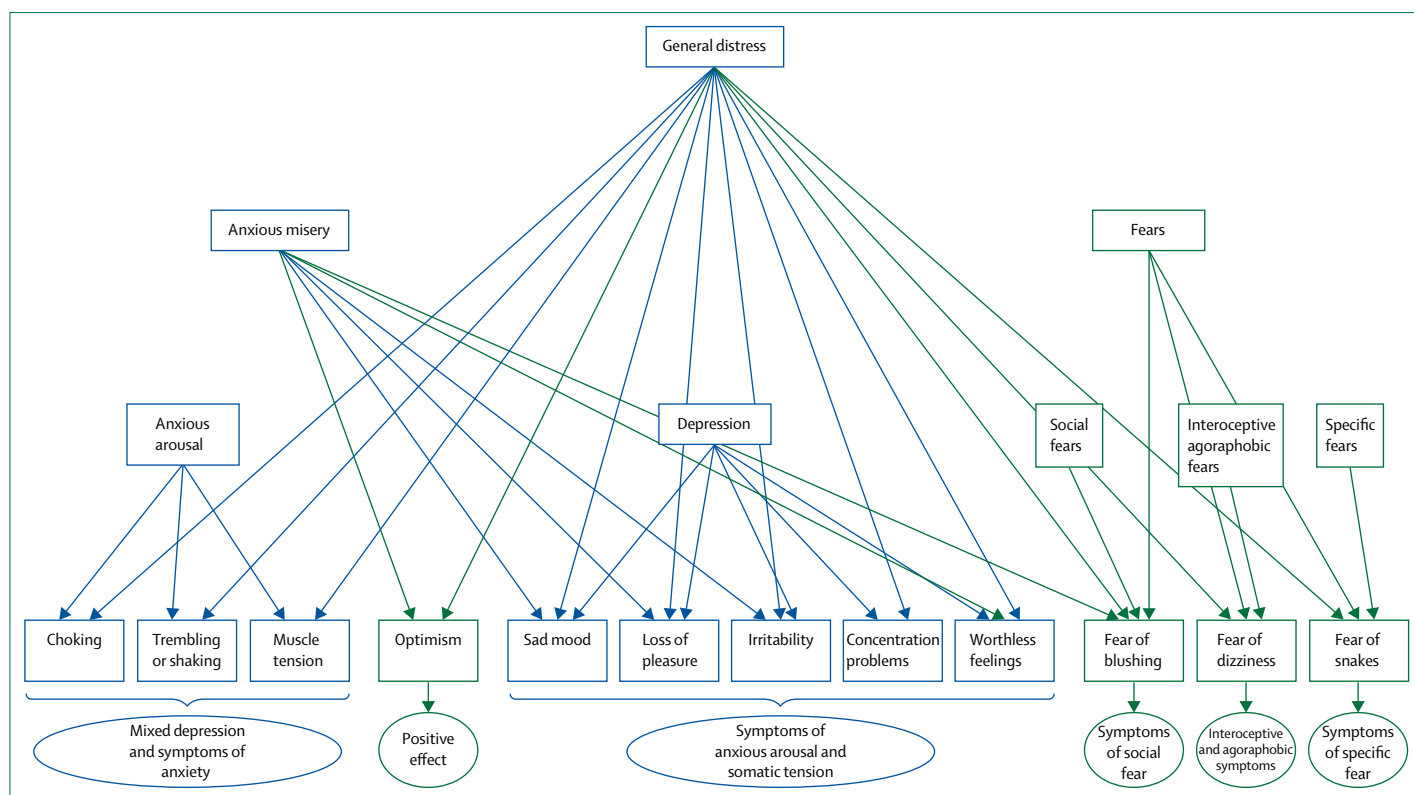 General distress
Anxious misery
Fears
Anxious
arousal
Depression
Social
fears
Interoceptive
agoraphobic
fears
Specific
fears
Choking
Trembling
or shaking
Muscle
tension
Optimism
Sad mood
Loss of
pleasure
Irritability
Concentration
problems
Worthless
feelings
Fear of
blushing
Fear of
dizziness
Fear of
snakes
Mixed depression
and symptoms of
anxiety
Positive
effect
Symptoms of
anxious arousal and
somatic tension
Symptoms
of social
fear
Interoceptive
and agoraphobic
symptoms
Symptoms
of specific
fear